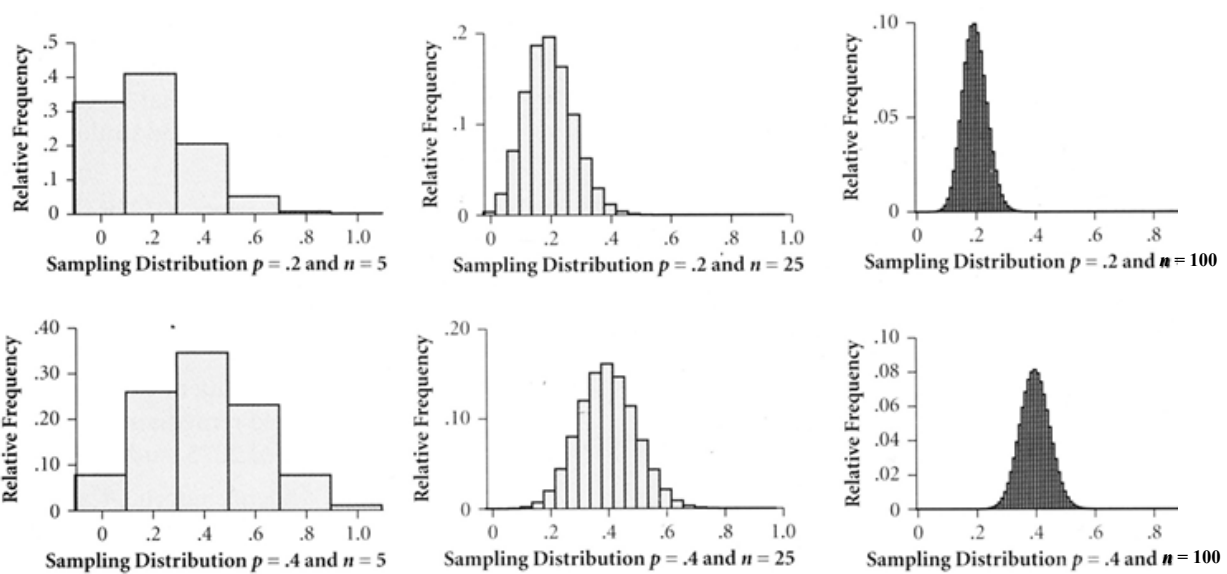 Relative Frequency
.5
.4
.3
.2
.1
0
0 .2 .4 .6 .8 1.0
Sampling Distribution p = .2 and n = 5
Relative Frequency
.2
.1
0
0 .2 .4 .6 .8 1.0
Sampling Distribution p = .2 and n = 25
Relative Frequency
.10
.05
0
0 .2 .4 .6 .8
Sampling Distribution p = .2 and n = 100
Relative Frequency
.40
.30
.20
.10
0
0 .2 .4 .6 .8 1.0
Sampling Distribution p = .4 and n = 5
Relative Frequency
.20
.10
0
0 .2 .4 .6 .8 1.0
Sampling Distribution p = .4 and n = 25
Relative Frequency
.10
.08
.06
.04
.02
0
0 .2 .4 .6 .8
Sampling Distribution p = .4 and n = 100